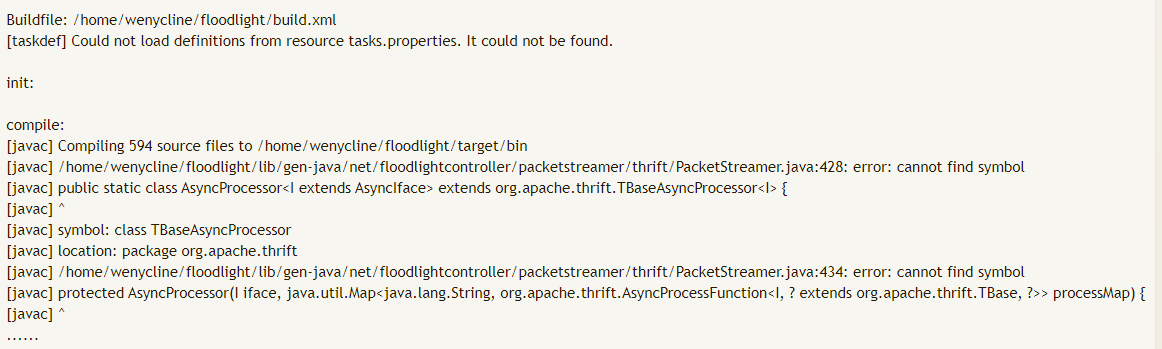 Buildfile: /home/wenycline/floodlight/build.xml
[taskdef] Could not load definitions from resource tasks.properties. It could not be found.
init:
compile:
[javac] Compiling 594 source files to /home/wenycline/floodlight/target/bin
[javac] /home/wenycline/floodlight/lib/gen-java/net/floodlightcontroller/packetstreamer/thrift/PacketStreamer.java:428: error: cannot find symbol
[javac] public static class AsyncProcessor<I extends AsyncIface> extends org.apache.thrift.TBaseAsyncProcessor<I> {
[javac] ^
[javac] symbol: class TBaseAsyncProcessor
[javac] location: package org.apache.thrift
[javac] /home/wenycline/floodlight/lib/gen-java/net/floodlightcontroller/packetstreamer/thrift/PacketStreamer.java:434: error: cannot find symbol
[javac] protected AsyncProcessor(I iface, java.util.Map<java.lang.String, org.apache.thrift.AsyncProcessFunction<I, ? extends org.apache.thrift.TBase, ?>> processMap) {
[javac] ^
......